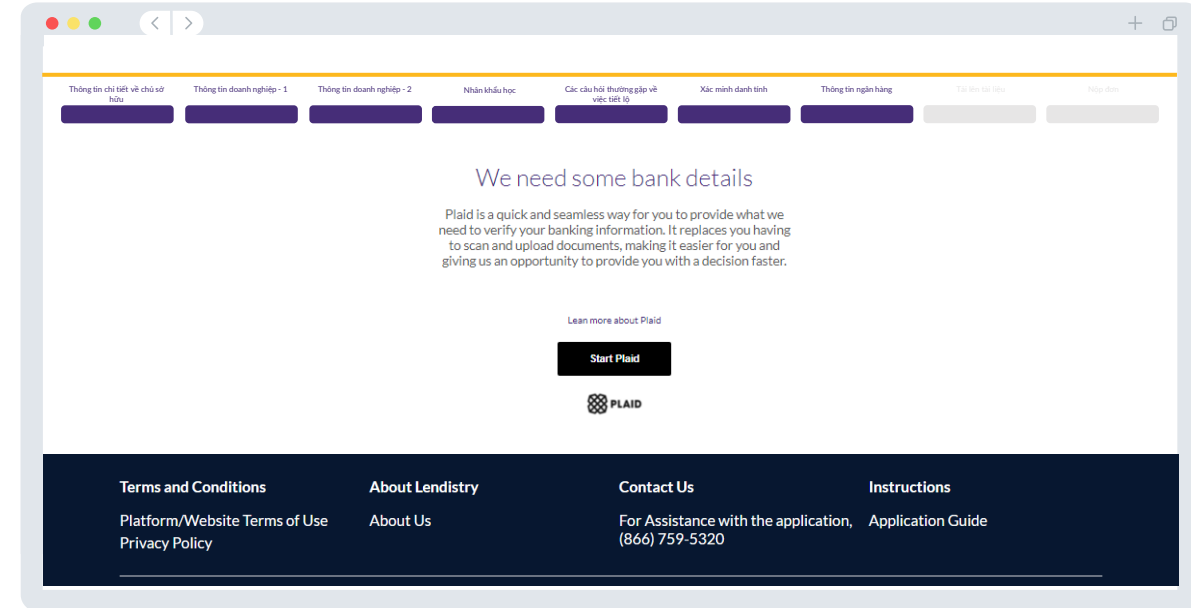 Thông tin chi tiết về chủ sở
hữu
Thông tin doanh nghiệp - 1
Thông tin doanh nghiệp - 2
Nhân khẩu học
Các câu hỏi thường gặp về
việc tiết lộ
Xác minh danh tính
Thông tin ngân hàng
Tải lên tài liệu
Nộp đơn
We need some bank details
Plaid is a quick and seamless way for you to provide what we
need to verify your banking information. It replaces you having
to scan and upload documents, making it easier for you and
giving us an opportunity to provide you with a decision faster.
Lean more about Plaid
Start Plaid
PLAID
Terms and Conditions
Platform/Website Terms of Use
Privacy Policy
About Lendistry
About Us
Contact Us
For Assistance with the application,
(866) 759-5320
Instructions
Application Guide